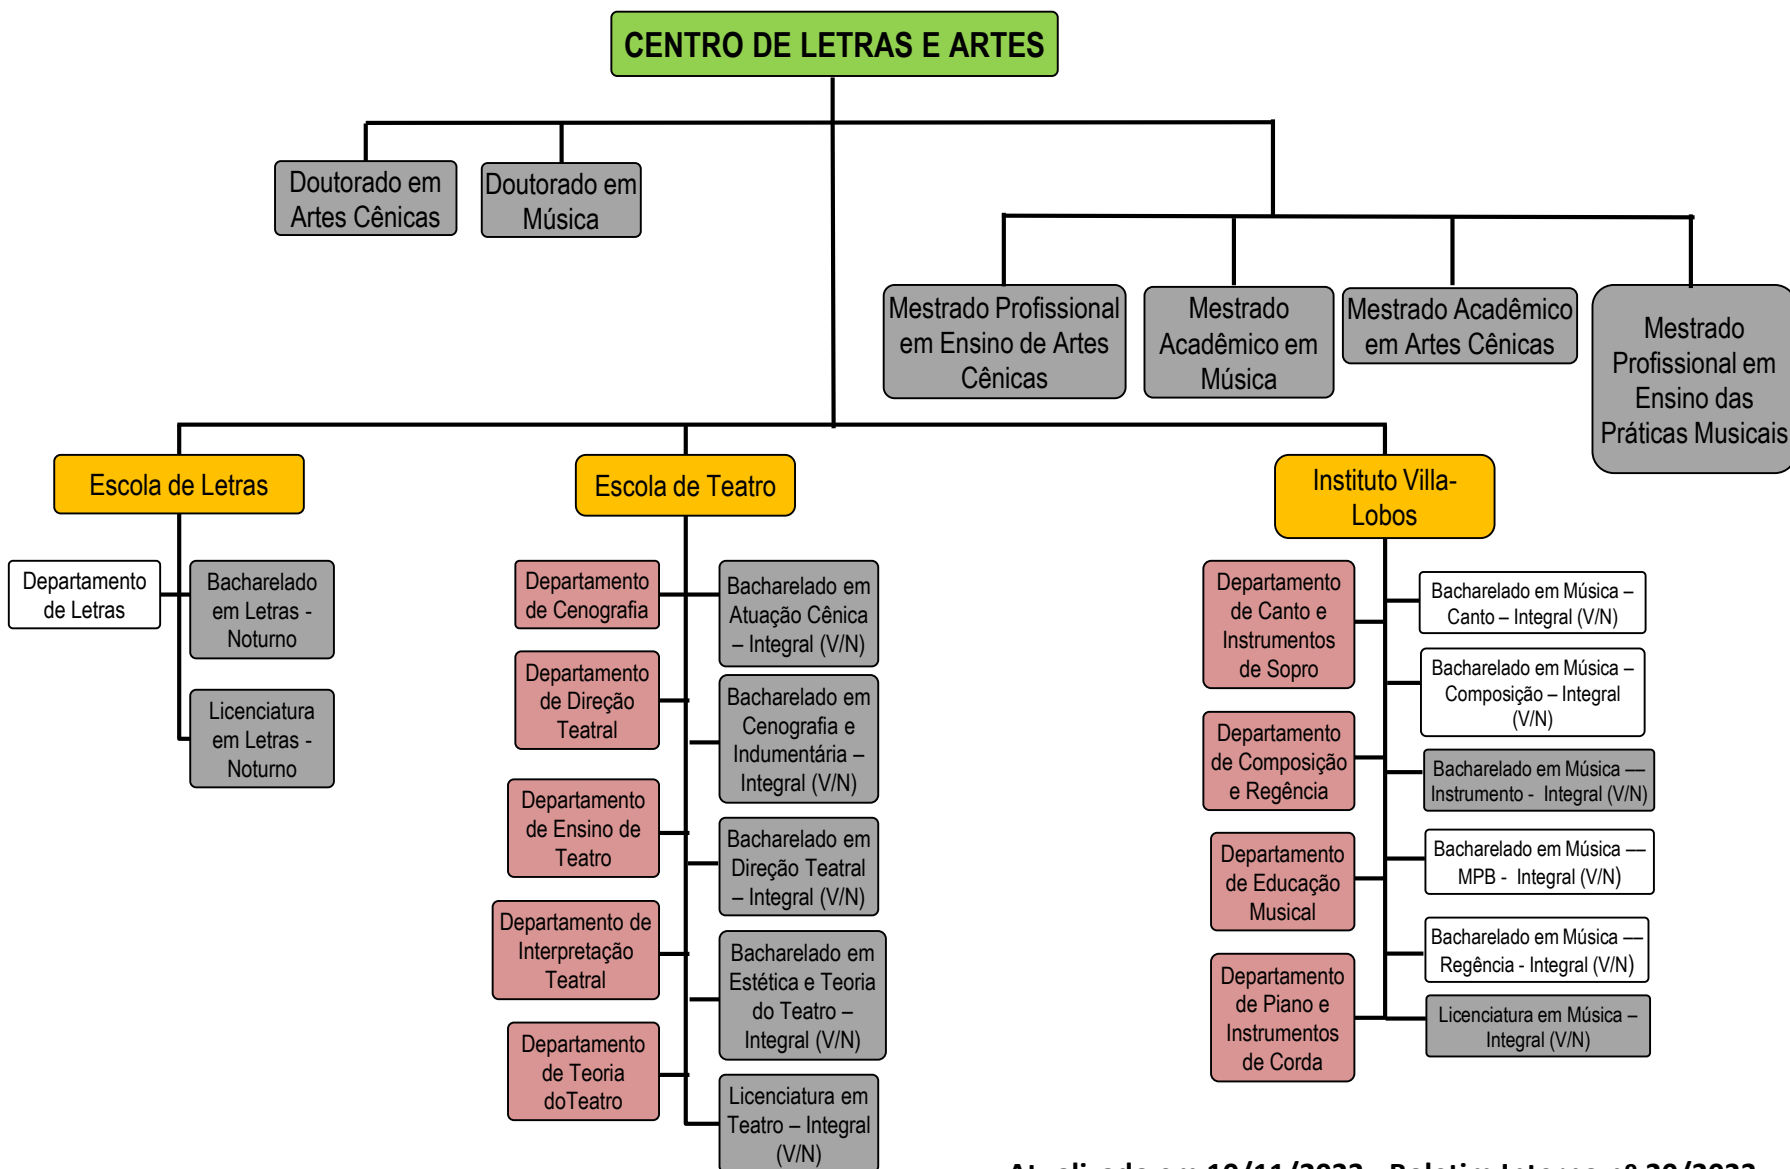 CENTRO DE LETRAS E ARTES
Doutorado em
Artes Cênicas
Doutorado em
Música
Mestrado Profissional
em Ensino de Artes
Cênicas
Mestrado
Acadêmico em
Música
Mestrado Acadêmico
em Artes Cênicas
Mestrado
Profissional em
Ensino das
Práticas Musicais
Escola de Letras
Departamento
de Letras
Bacharelado
em Letras -
Noturno
Licenciatura
em Letras -
Noturno
Escola de Teatro
Departamento
de Cenografia
Departamento
de Direção
Teatral
Departamento
de Ensino de
Teatro
Departamento de
Interpretação
Teatral
Departamento
de Teoria
doTeatro
Bacharelado em
Atuação Cênica
– Integral (V/N)
Bacharelado em
Cenografia e
Indumentária –
Integral (V/N)
Bacharelado em
Direção Teatral
– Integral (V/N)
Bacharelado em
Estética e Teoria
do Teatro –
Integral (V/N)
Licenciatura em
Teatro – Integral
(V/N)
Instituto Villa-
Lobos
Departamento
de Canto e
Instrumentos
de Sopro
Departamento
de Composição
e Regência
Departamento
de Educação
Musical
Departamento
de Piano e
Instrumentos
de Corda
Bacharelado em Música –
Canto – Integral (V/N)
Bacharelado em Música –
Composição – Integral
(V/N)
Bacharelado em Música ––
Instrumento - Integral (V/N)
Bacharelado em Música ––
MPB - Integral (V/N)
Bacharelado em Música ––
Regência - Integral (V/N)
Licenciatura em Música –
Integral (V/N)